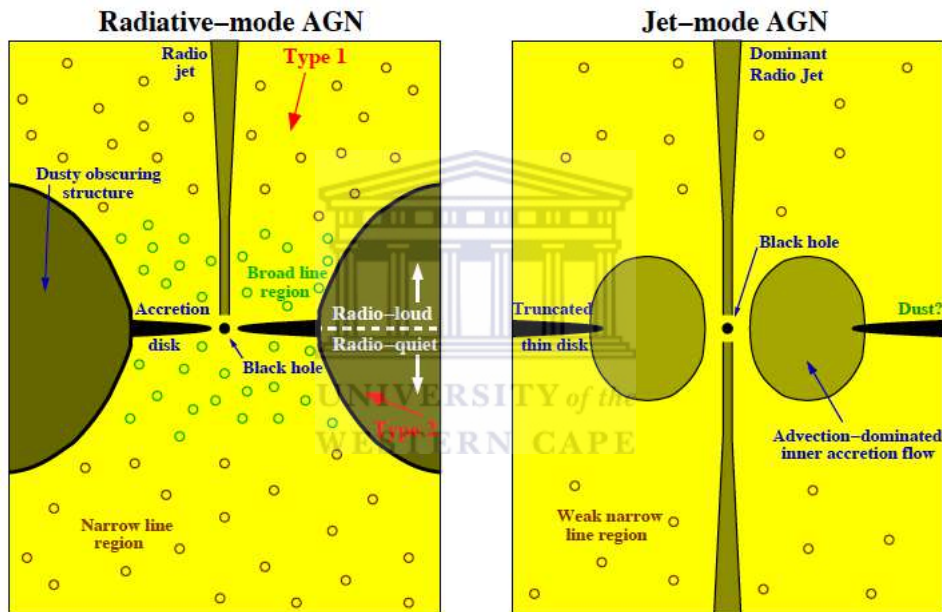 Radiative–mode AGN
Radio
jet
Type 1
Dusty obscuring
structure
Broad line
region
Accretion
disk
Black hole
Radio–loud
Radio–quiet
Type 2
Narrow line
region
Jet–mode AGN
Dominant
Radio Jet
Black hole
Truncated
thin disk
Dust?
Advection–dominated
inner accretion flow
Weak narrow
line region
UNIVERSITY of the
WESTERN CAPE